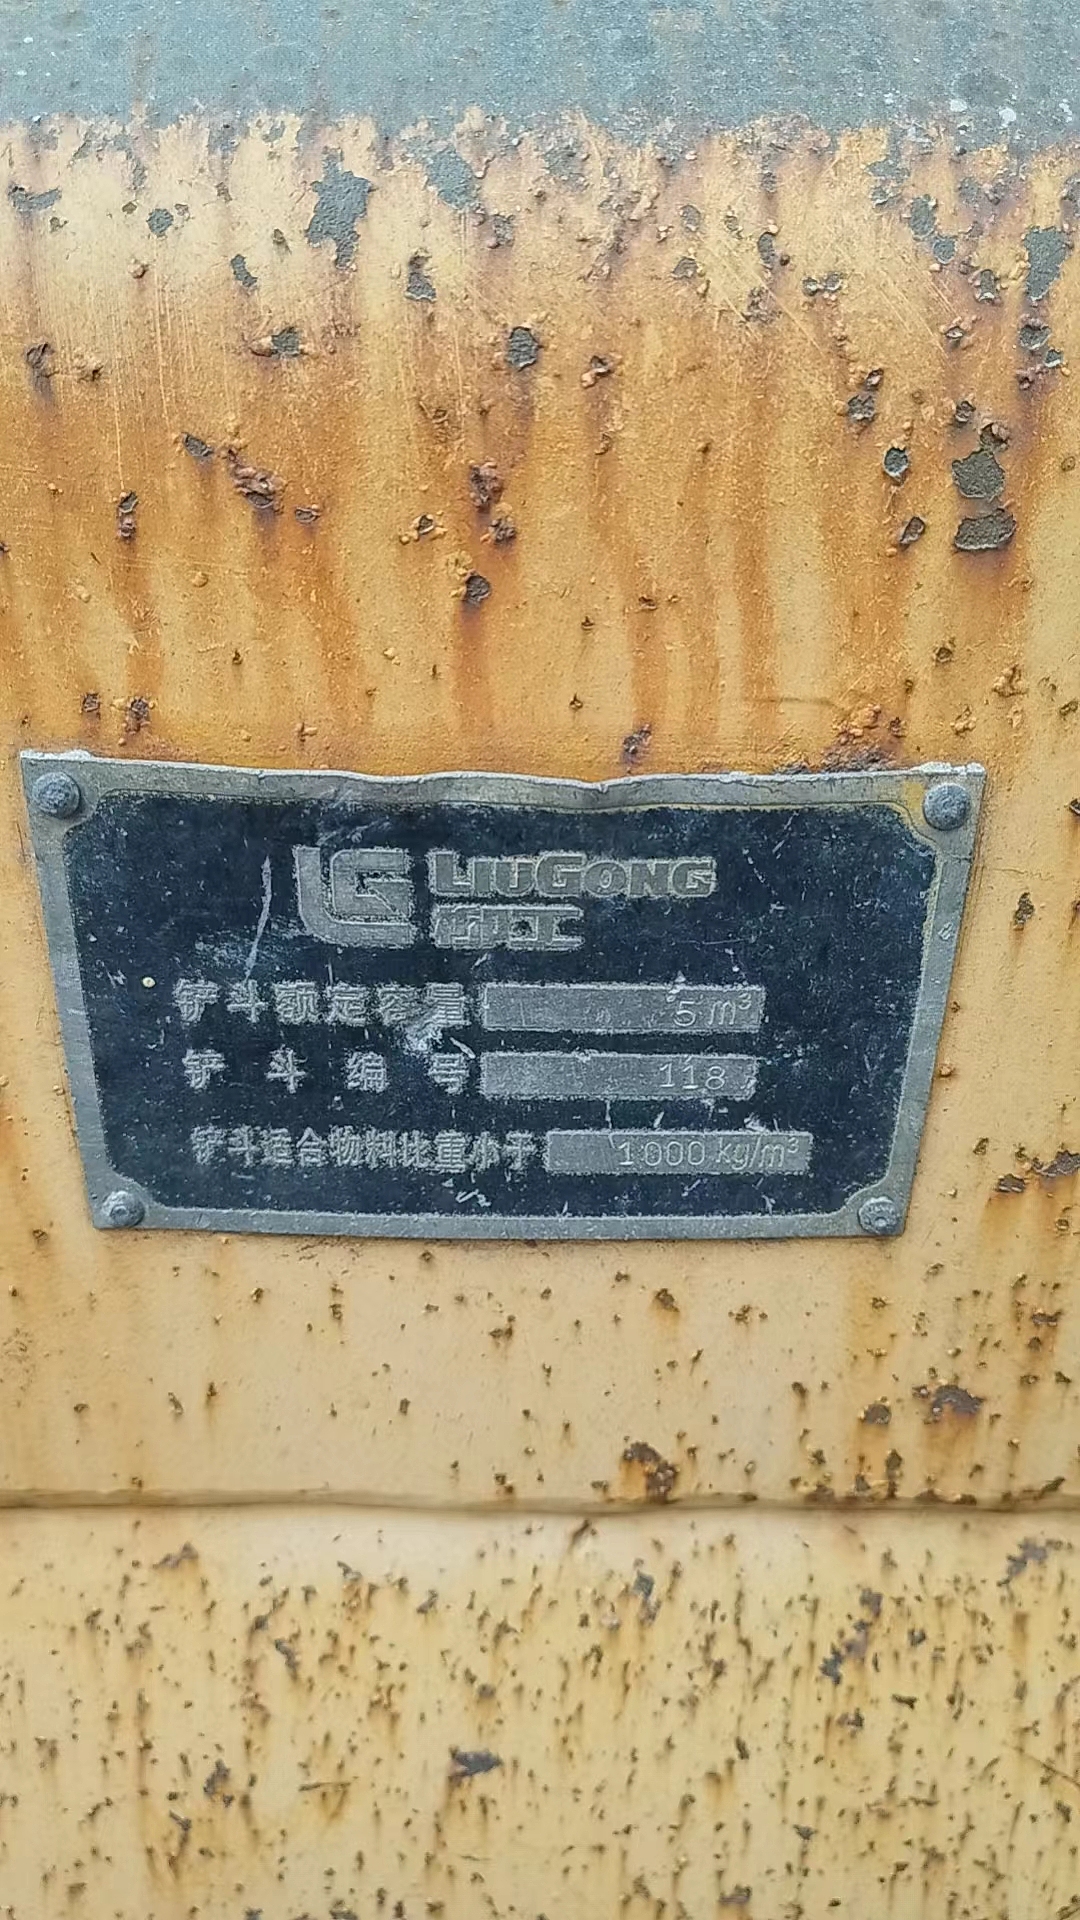 LG LIUGONG
柳工
铲斗额定容量 5 m³
铲斗编号 118
铲斗适合物料比重小于 1000 kg/m³